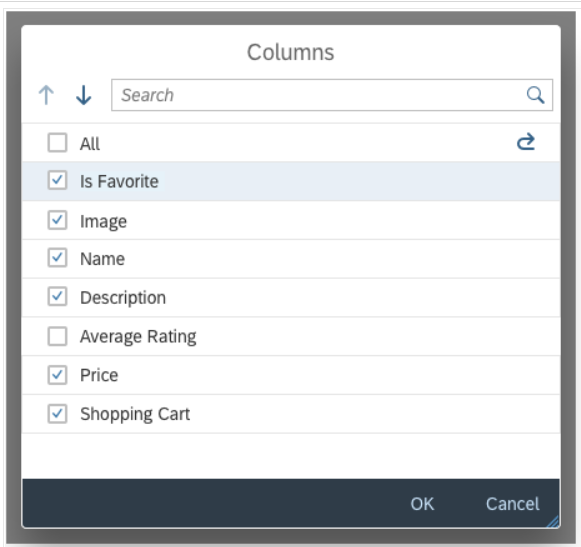 Columns
Search
All
Is Favorite
Image
Name
Description
Average Rating
Price
Shopping Cart
OK Cancel